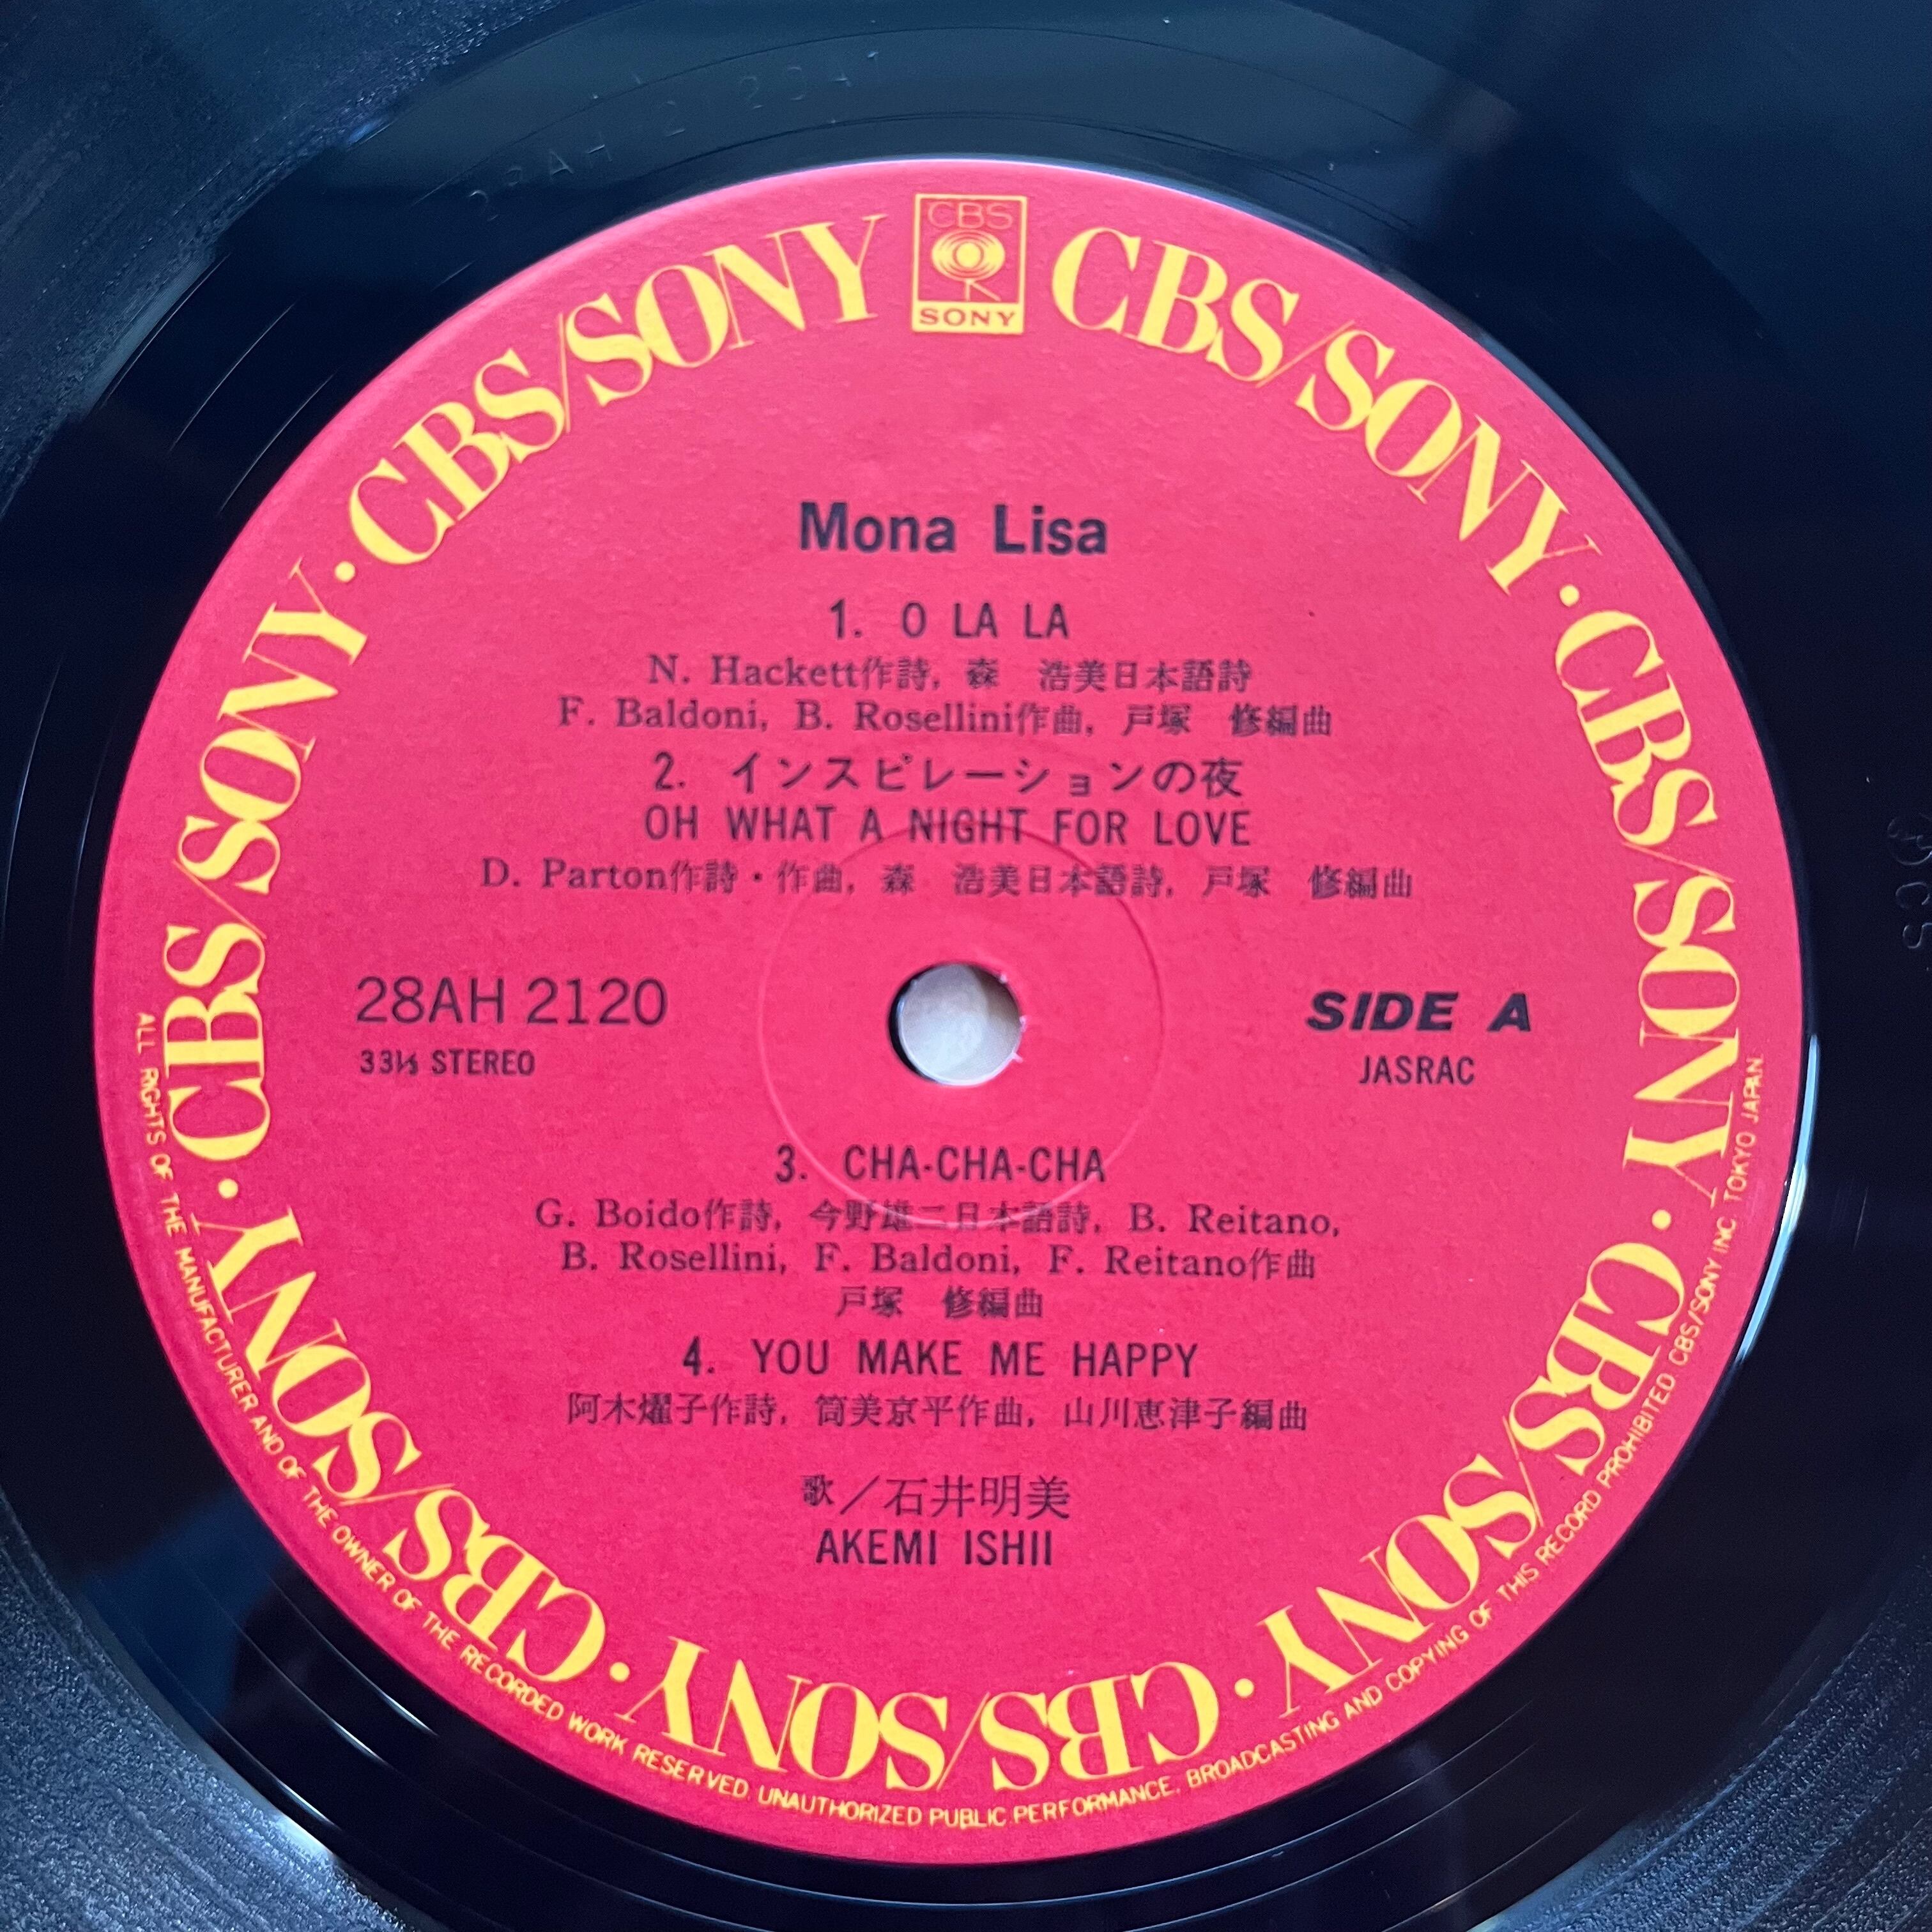 CBS
SONY
CBS/SONY · CBS/SONY · CBS/SONY · CBS/SONY · CBS/SONY · CBS/SONY · CBS/SONY · CBS/SONY
Mona Lisa
1. O LA LA
N. Hackett作詩, 森 浩美日本語詩
F. Baldoni, B. Rosellini作曲, 戸塚 修編曲
2. インスピレーションの夜
OH WHAT A NIGHT FOR LOVE
D. Parton作詩・作曲, 森 浩美日本語詩, 戸塚 修編曲
28AH 2120
33⅓ STEREO
SIDE A
JASRAC
3. CHA-CHA-CHA
G. Boido作詩, 今野雄二日本語詩, B. Reitano,
B. Rosellini, F. Baldoni, F. Reitano作曲
戸塚 修編曲
4. YOU MAKE ME HAPPY
阿木燿子作詩, 筒美京平作曲, 山川恵津子編曲
歌／石井明美
AKEMI ISHII
ALL RIGHTS OF THE MANUFACTURER AND OF THE OWNER OF THE RECORDED WORK RESERVED. UNAUTHORIZED PUBLIC PERFORMANCE, BROADCASTING AND COPYING OF THIS RECORD PROHIBITED. CBS/SONY INC. TOKYO JAPAN.